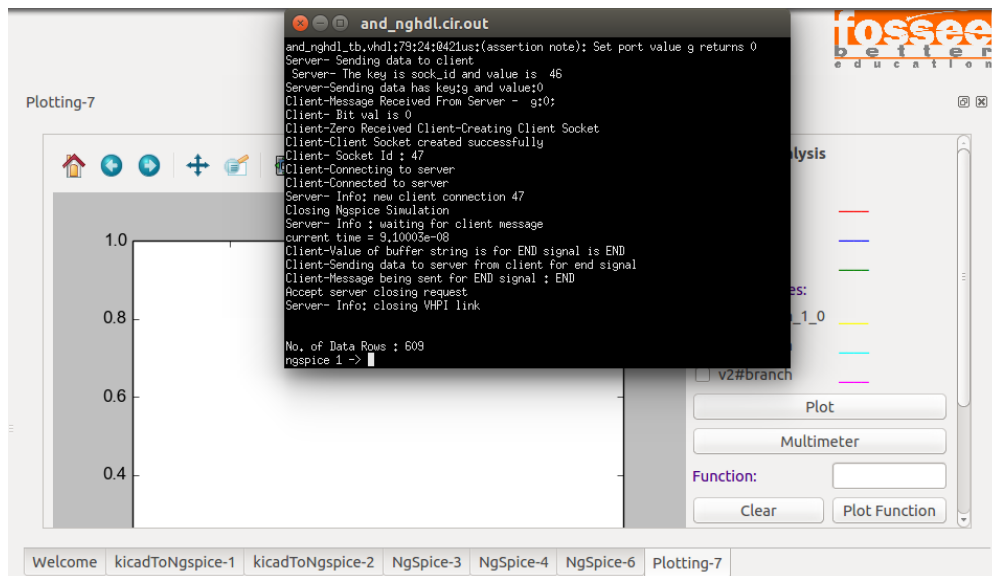 and_nghdl.cir.out
fossee
better
education
and_nghdl_tb.vhdl:79:24:@421us:(assertion note): Set port value g returns 0
Server- Sending data to client
Server- The key is sock_id and value is 46
Server-Sending data has key:g and value:0
Client-Message Received From Server - g:0;
Client- Bit val is 0
Client-Zero Received Client-Creating Client Socket
Client-Client Socket created successfully
Client- Socket Id : 47
Client-Connecting to server
Client-Connected to server
Server- Info: new client connection 47
Closing Ngspice Simulation
Server- Info : waiting for client message
current time = 9.10003e-08
Client-Value of buffer string is for END signal is END
Client-Sending data to server from client for end signal
Client-Message being sent for END signal : END
Accept server closing request
Server- Info: closing VHPI link
No. of Data Rows : 609
ngspice 1 ->
Plotting-7
1.0
0.8
0.6
0.4
v2#branch
Plot
Multimeter
Function:
Clear
Plot Function
Welcome
kicadToNgspice-1
kicadToNgspice-2
NgSpice-3
NgSpice-4
NgSpice-6
Plotting-7